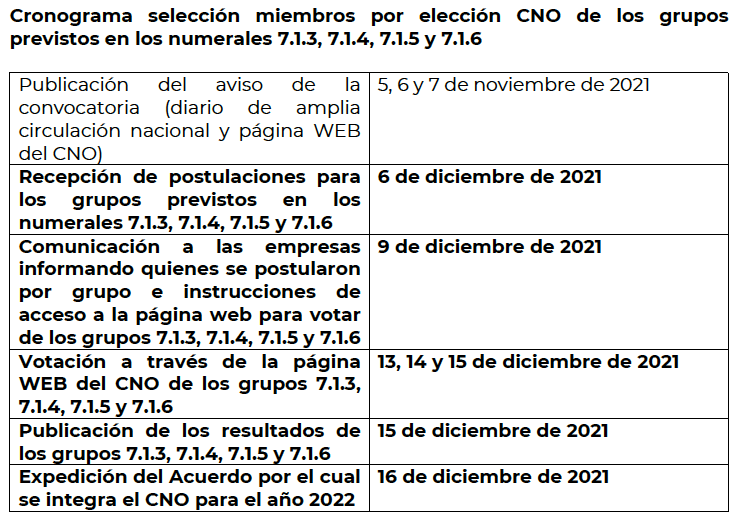 Cronograma selección miembros por elección CNO de los grupos
previstos en los numerales 7.1.3, 7.1.4, 7.1.5 y 7.1.6
Publicación del aviso de la
convocatoria (diario de amplia
circulación nacional y página WEB
del CNO)
5, 6 y 7 de noviembre de 2021
Recepción de postulaciones para
los grupos previstos en los
numerales 7.1.3, 7.1.4, 7.1.5 y 7.1.6
6 de diciembre de 2021
Comunicación a las empresas
informando quienes se postularon
por grupo e instrucciones de
acceso a la página web para votar
de los grupos 7.1.3, 7.1.4, 7.1.5 y 7.1.6
9 de diciembre de 2021
Votación a través de la página
WEB del CNO de los grupos 7.1.3,
7.1.4, 7.1.5 y 7.1.6
13, 14 y 15 de diciembre de 2021
Publicación de los resultados de
los grupos 7.1.3, 7.1.4, 7.1.5 y 7.1.6
15 de diciembre de 2021
Expedición del Acuerdo por el cual
se integra el CNO para el año 2022
16 de diciembre de 2021